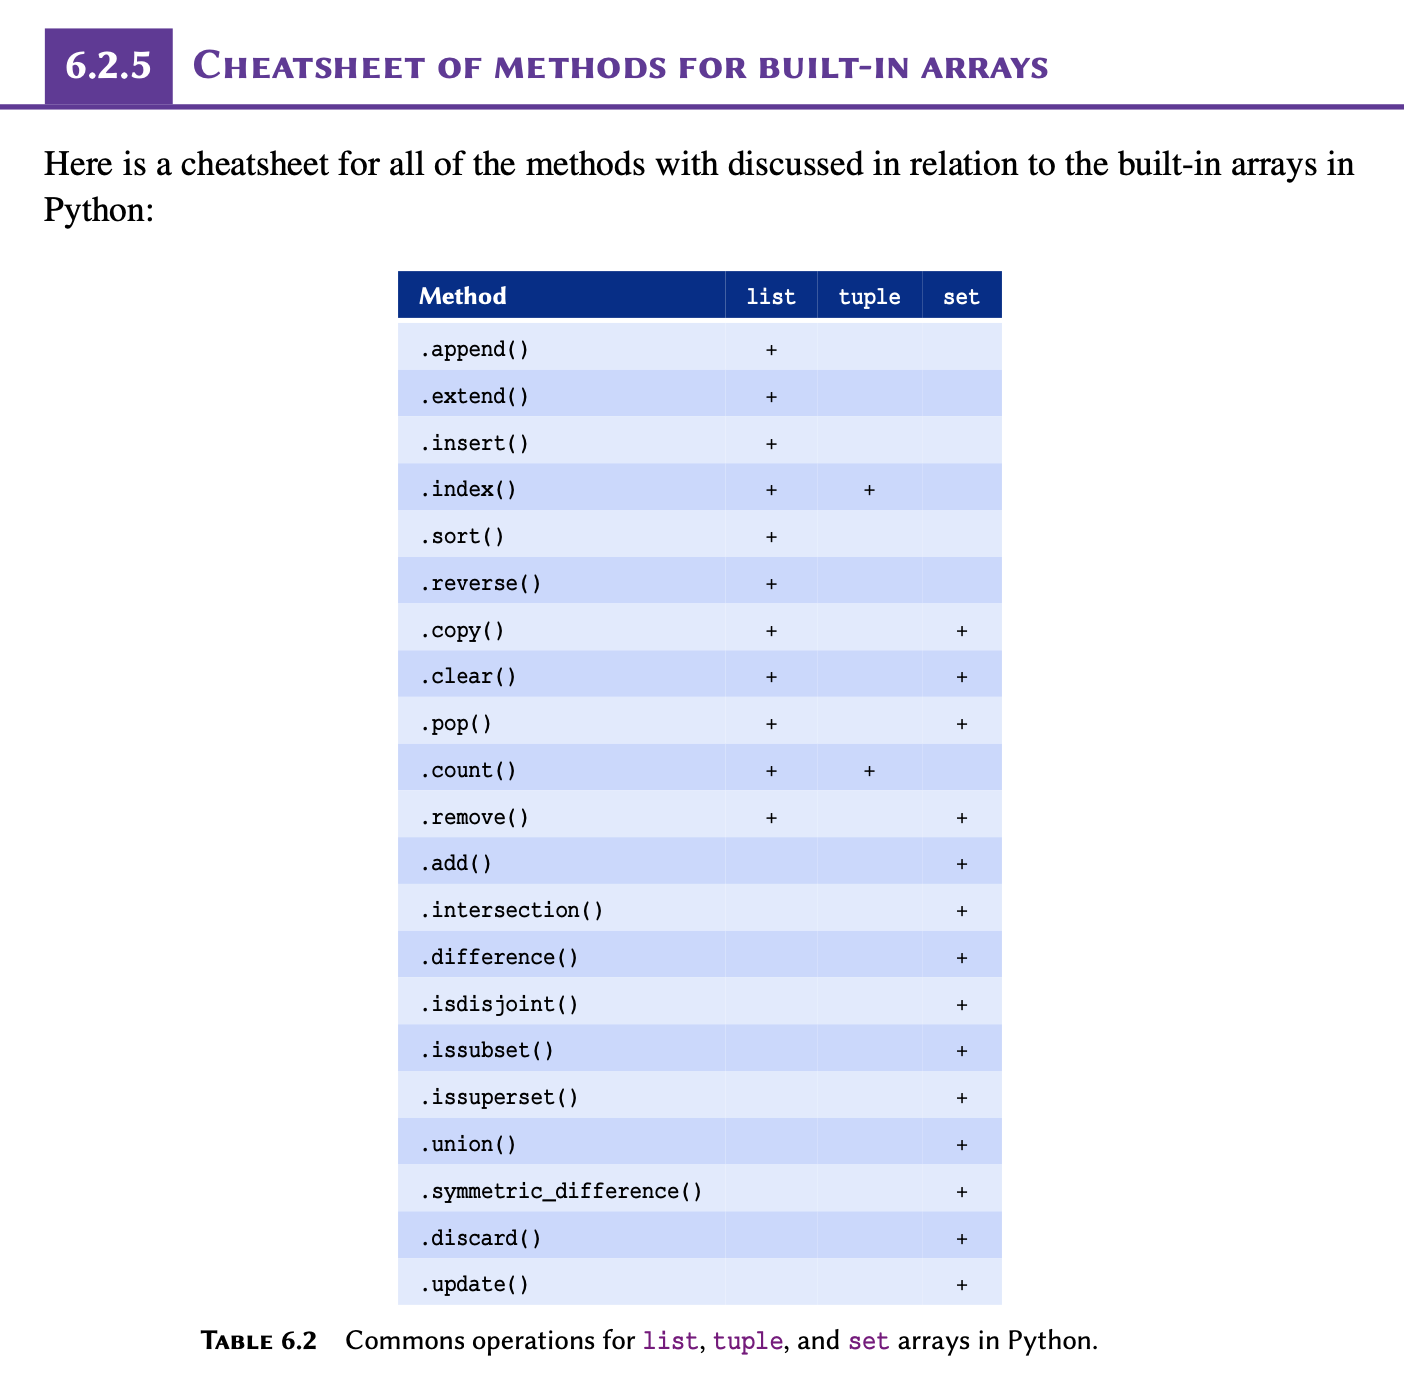 6.2.5 Cheatsheet of methods for built-in arrays
Here is a cheatsheet for all of the methods with discussed in relation to the built-in arrays in
Python:
Method list tuple set
.append() +
.extend() +
.insert() +
.index() + +
.sort() +
.reverse() +
.copy() + +
.clear() + +
.pop() + +
.count() + +
.remove() + +
.add() +
.intersection() +
.difference() +
.isdisjoint() +
.issubset() +
.issuperset() +
.union() +
.symmetric_difference() +
.discard() +
.update() +
Table 6.2 Commons operations for list, tuple, and set arrays in Python.